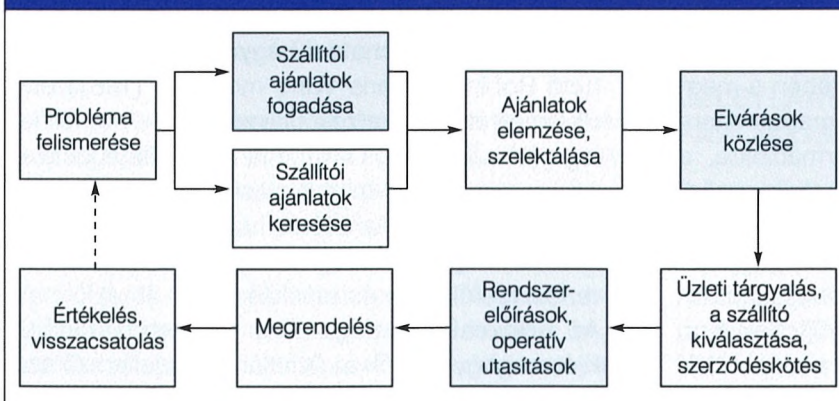 Probléma
felismerése
Szállítói
ajánlatok
fogadása
Szállítói
ajánlatok
keresése
Ajánlatok
elemzése,
szelektálása
Elvárások
közlése
Üzleti tárgyalás,
a szállító
kiválasztása,
szerződéskötés
Rendszer-
előírások,
operatív
utasítások
Megrendelés
Értékelés,
visszacsatolás